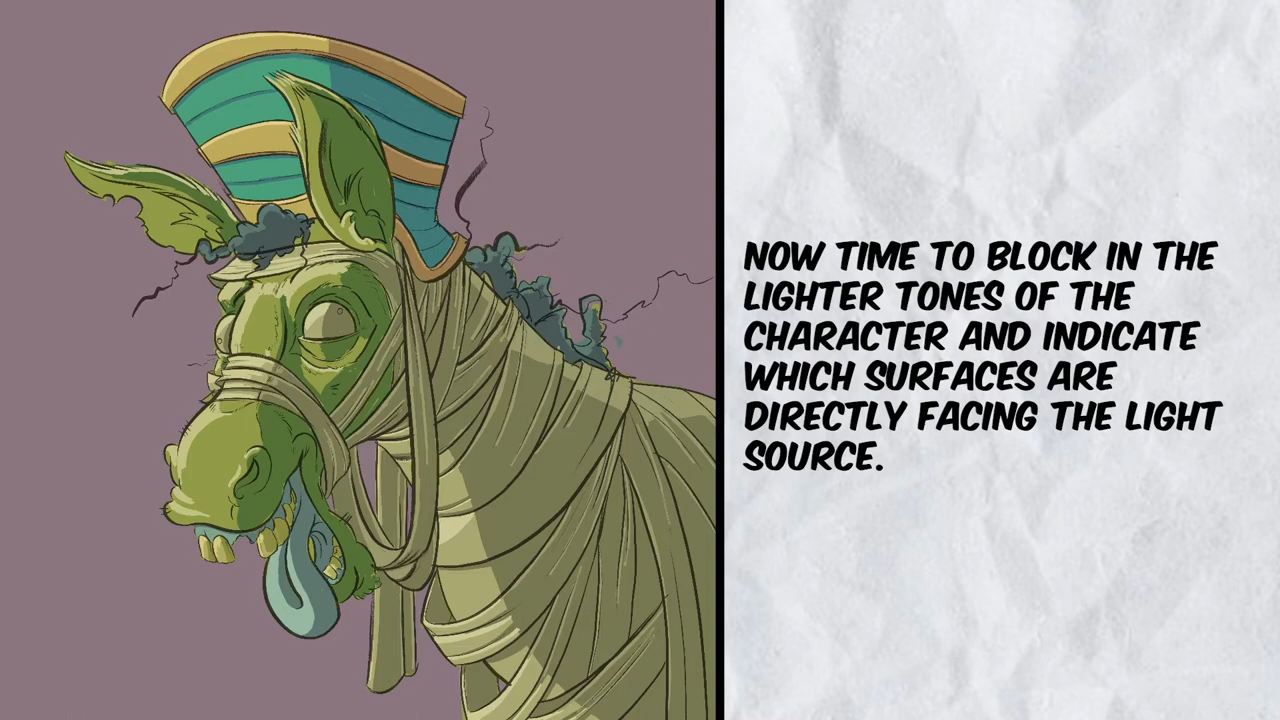 NOW TIME TO BLOCK IN THE
LIGHTER TONES OF THE
CHARACTER AND INDICATE
WHICH SURFACES ARE
DIRECTLY FACING THE LIGHT
SOURCE.